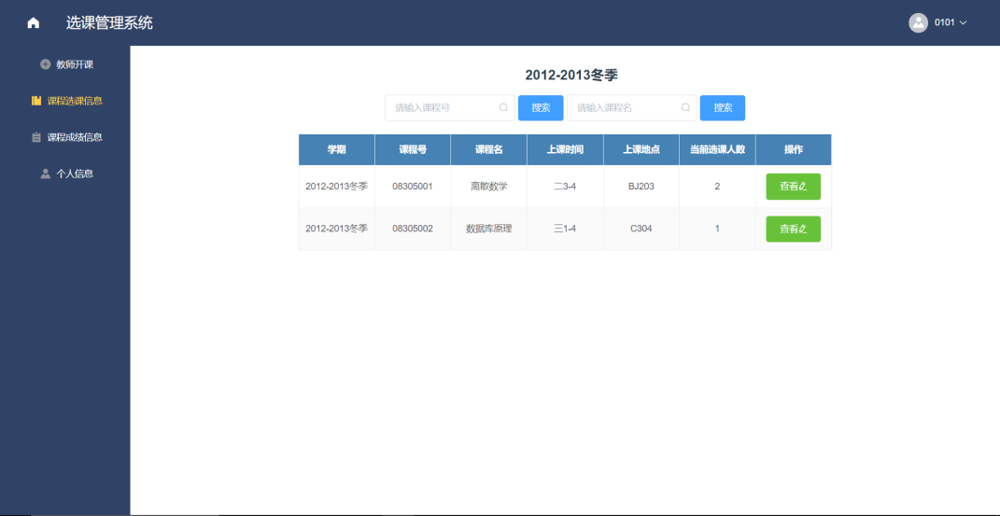 选课管理系统
0101
教师开课
课程选课信息
课程成绩信息
个人信息
2012-2013冬季
请输入课程号 搜索 请输入课程名 搜索
学期 课程号 课程名 上课时间 上课地点 当前选课人数 操作
2012-2013冬季 08305001 离散数学 二3-4 BJ203 2 查看
2012-2013冬季 08305002 数据库原理 三1-4 C304 1 查看